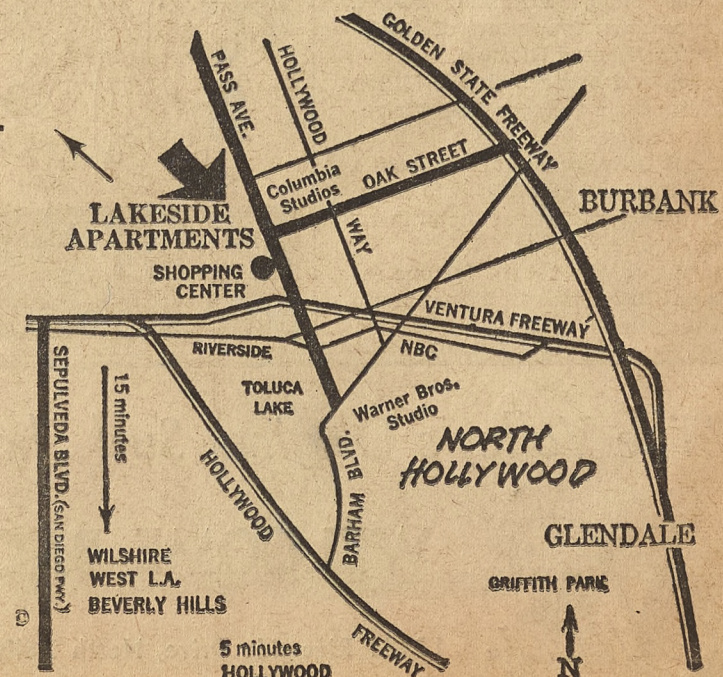 GOLDEN STATE FREEWAY
PASS AVE.
HOLLYWOOD
WAY
Columbia
Studios
OAK STREET
BURBANK
LAKESIDE
APARTMENTS
SHOPPING
CENTER
VENTURA FREEWAY
RIVERSIDE
NBC
TOLUCA
LAKE
Warner Bros.
Studio
SEPULVEDA BLVD. (SAN DIEGO FWY.)
15 minutes
HOLLYWOOD
FREEWAY
BARHAM BLVD.
NORTH
HOLLYWOOD
GLENDALE
WILSHIRE
WEST L.A.
BEVERLY HILLS
GRIFFITH PARK
©
5 minutes
HOLLYWOOD
N